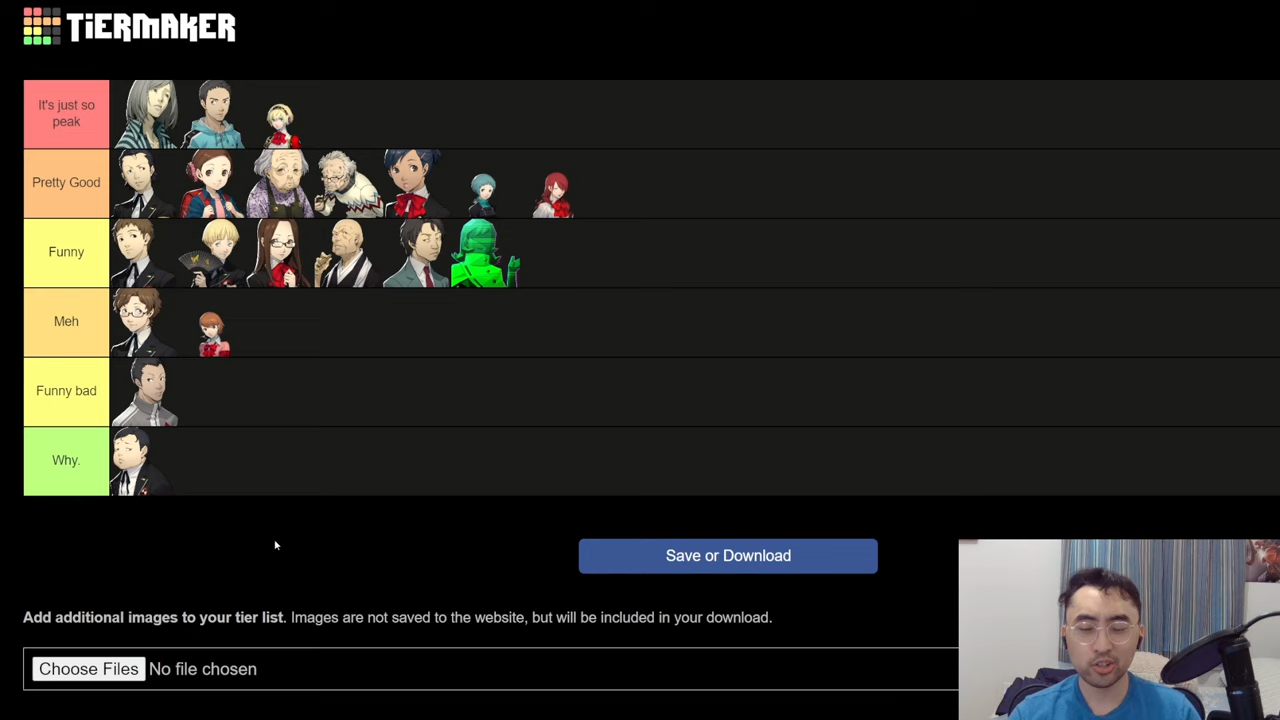 TiERMAKER
It's just so
peak
Pretty Good
Funny
Meh
Funny bad
Why.
Save or Download
Add additional images to your tier list. Images are not saved to the website, but will be included in your download.
Choose Files No file chosen